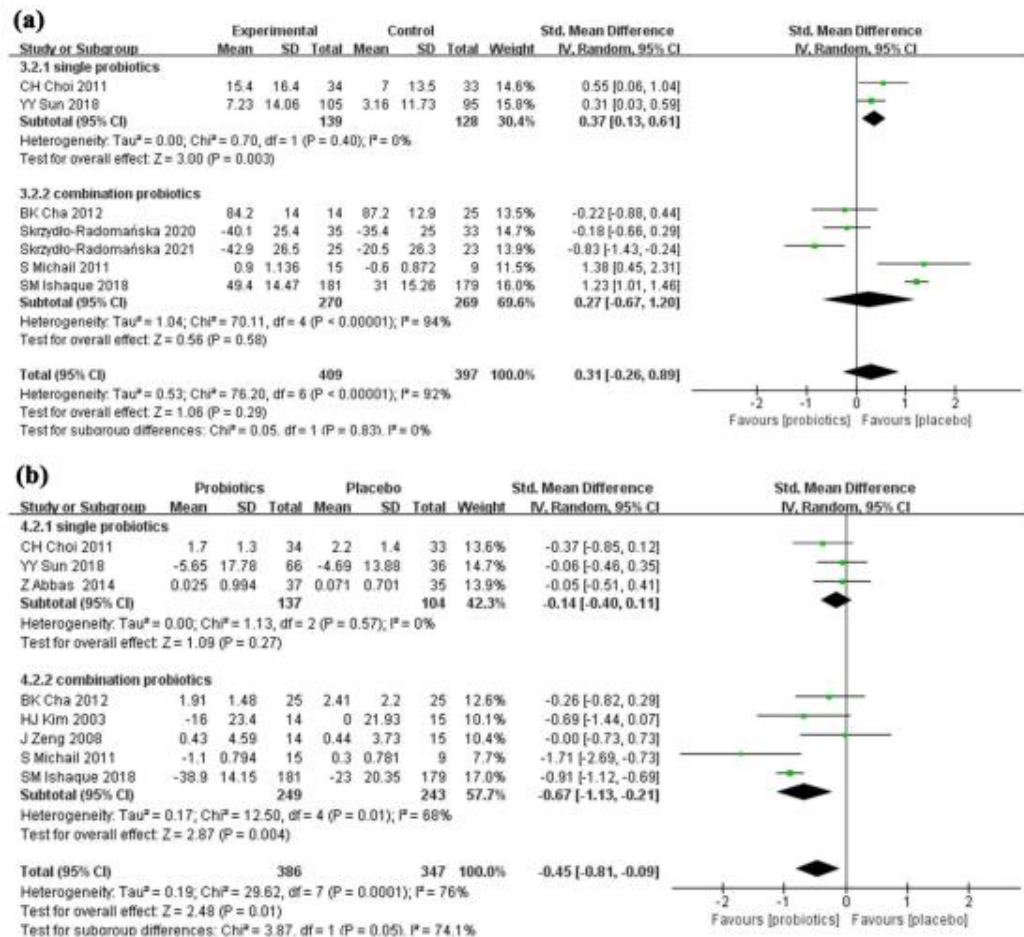 (a)
Experimental Control Std. Mean Difference Std. Mean Difference
Study or Subgroup Mean SD Total Mean SD Total Weight IV, Random, 95% CI IV, Random, 95% CI
3.2.1 single probiotics
CH Choi 2011 15.4 16.4 34 7 13.5 33 14.6% 0.55 [0.06, 1.04]
YY Sun 2018 7.23 14.06 105 3.16 11.73 95 15.8% 0.31 [0.03, 0.59]
Subtotal (95% CI) 139 128 30.4% 0.37 [0.13, 0.61]
Heterogeneity: Tau² = 0.00; Chi² = 0.70, df = 1 (P = 0.40); I² = 0%
Test for overall effect: Z = 3.00 (P = 0.003)
3.2.2 combination probiotics
BK Cha 2012 84.2 14 14 87.2 12.9 25 13.5% -0.22 [-0.88, 0.44]
Skrzydło-Radomańska 2020 -40.1 25.4 35 -35.4 25 33 14.7% -0.18 [-0.66, 0.29]
Skrzydło-Radomańska 2021 -42.9 26.5 25 -20.5 26.3 23 13.9% -0.83 [-1.43, -0.24]
S Michail 2011 0.9 1.136 15 -0.6 0.872 9 11.5% 1.38 [0.45, 2.31]
SM Ishaque 2018 49.4 14.47 181 31 15.26 179 16.0% 1.23 [1.01, 1.46]
Subtotal (95% CI) 270 269 69.6% 0.27 [-0.67, 1.20]
Heterogeneity: Tau² = 1.04; Chi² = 70.11, df = 4 (P < 0.00001); I² = 94%
Test for overall effect: Z = 0.56 (P = 0.58)
Total (95% CI) 409 397 100.0% 0.31 [-0.26, 0.89]
Heterogeneity: Tau² = 0.53; Chi² = 76.20, df = 6 (P < 0.00001); I² = 92%
Test for overall effect: Z = 1.06 (P = 0.29)
Test for subgroup differences: Chi² = 0.05, df = 1 (P = 0.83), I² = 0%
-2 -1 0 1 2
Favours [probiotics] Favours [placebo]
(b)
Probiotics Placebo Std. Mean Difference Std. Mean Difference
Study or Subgroup Mean SD Total Mean SD Total Weight IV, Random, 95% CI IV, Random, 95% CI
4.2.1 single probiotics
CH Choi 2011 1.7 1.3 34 2.2 1.4 33 13.6% -0.37 [-0.85, 0.12]
YY Sun 2018 -5.65 17.78 66 -4.69 13.88 36 14.7% -0.06 [-0.46, 0.35]
Z Abbas 2014 0.025 0.994 37 0.071 0.701 35 13.9% -0.05 [-0.51, 0.41]
Subtotal (95% CI) 137 104 42.3% -0.14 [-0.40, 0.11]
Heterogeneity: Tau² = 0.00; Chi² = 1.13, df = 2 (P = 0.57); I² = 0%
Test for overall effect: Z = 1.09 (P = 0.27)
4.2.2 combination probiotics
BK Cha 2012 1.91 1.48 25 2.41 2.2 25 12.6% -0.26 [-0.82, 0.29]
HJ Kim 2003 -16 23.4 14 0 21.93 15 10.1% -0.69 [-1.44, 0.07]
J Zeng 2008 0.43 4.59 14 0.44 3.73 15 10.4% -0.00 [-0.73, 0.73]
S Michail 2011 -1.1 0.794 15 0.3 0.781 9 7.7% -1.71 [-2.69, -0.73]
SM Ishaque 2018 -38.9 14.15 181 -23 20.35 179 17.0% -0.91 [-1.12, -0.69]
Subtotal (95% CI) 249 243 57.7% -0.67 [-1.13, -0.21]
Heterogeneity: Tau² = 0.17; Chi² = 12.50, df = 4 (P = 0.01); I² = 68%
Test for overall effect: Z = 2.87 (P = 0.004)
Total (95% CI) 386 347 100.0% -0.45 [-0.81, -0.09]
Heterogeneity: Tau² = 0.19; Chi² = 29.62, df = 7 (P = 0.0001); I² = 76%
Test for overall effect: Z = 2.48 (P = 0.01)
Test for subgroup differences: Chi² = 3.87, df = 1 (P = 0.05), I² = 74.1%
-2 -1 0 1 2
Favours [probiotics] Favours [placebo]